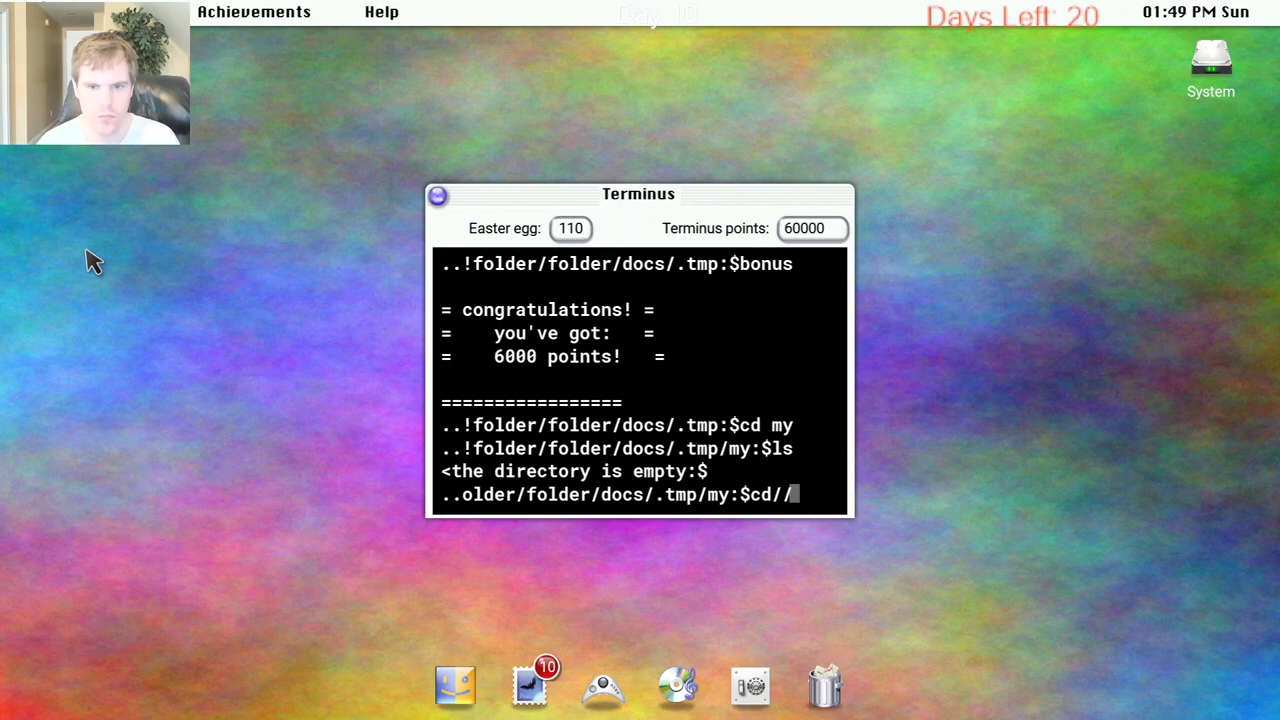 Achievements Help Day 10 Days Left: 20 01:49 PM Sun
System
Terminus
Easter egg: 110 Terminus points: 60000
..!folder/folder/docs/.tmp:$bonus
= congratulations! =
= you've got: =
= 6000 points! =
================
..!folder/folder/docs/.tmp:$cd my
..!folder/folder/docs/.tmp/my:$ls
<the directory is empty:$
..older/folder/docs/.tmp/my:$cd//
10